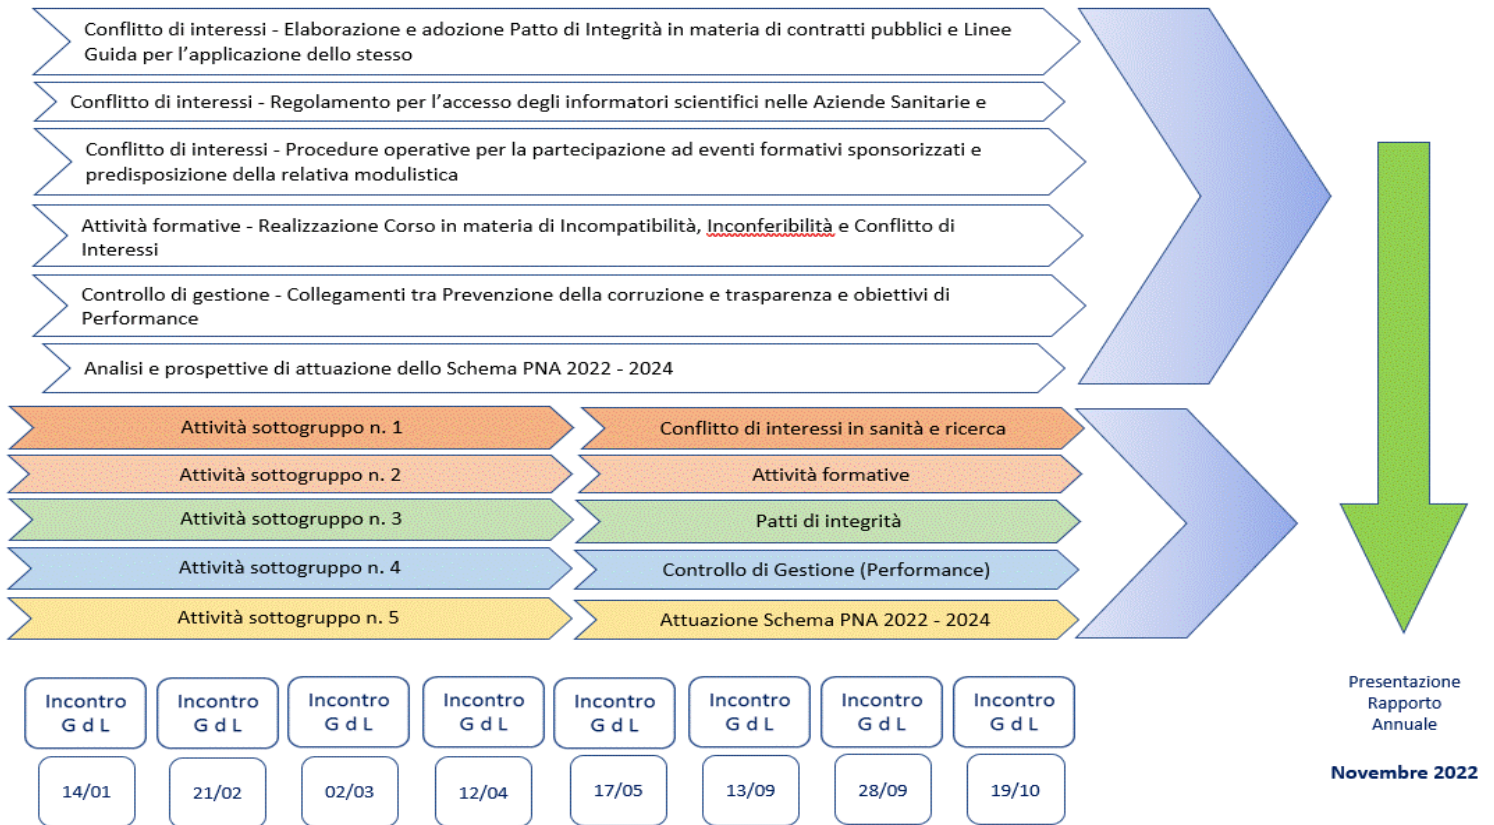 Conflitto di interessi - Elaborazione e adozione Patto di Integrità in materia di contratti pubblici e Linee
Guida per l’applicazione dello stesso
Conflitto di interessi - Regolamento per l’accesso degli informatori scientifici nelle Aziende Sanitarie e
Conflitto di interessi - Procedure operative per la partecipazione ad eventi formativi sponsorizzati e
predisposizione della relativa modulistica
Attività formative - Realizzazione Corso in materia di Incompatibilità, Inconferibilità e Conflitto di
Interessi
Controllo di gestione - Collegamenti tra Prevenzione della corruzione e trasparenza e obiettivi di
Performance
Analisi e prospettive di attuazione dello Schema PNA 2022 - 2024
Attività sottogruppo n. 1
Conflitto di interessi in sanità e ricerca
Attività sottogruppo n. 2
Attività formative
Attività sottogruppo n. 3
Patti di integrità
Attività sottogruppo n. 4
Controllo di Gestione (Performance)
Attività sottogruppo n. 5
Attuazione Schema PNA 2022 - 2024
Incontro
G d L
14/01
Incontro
G d L
21/02
Incontro
G d L
02/03
Incontro
G d L
12/04
Incontro
G d L
17/05
Incontro
G d L
13/09
Incontro
G d L
28/09
Incontro
G d L
19/10
Presentazione
Rapporto
Annuale
Novembre 2022